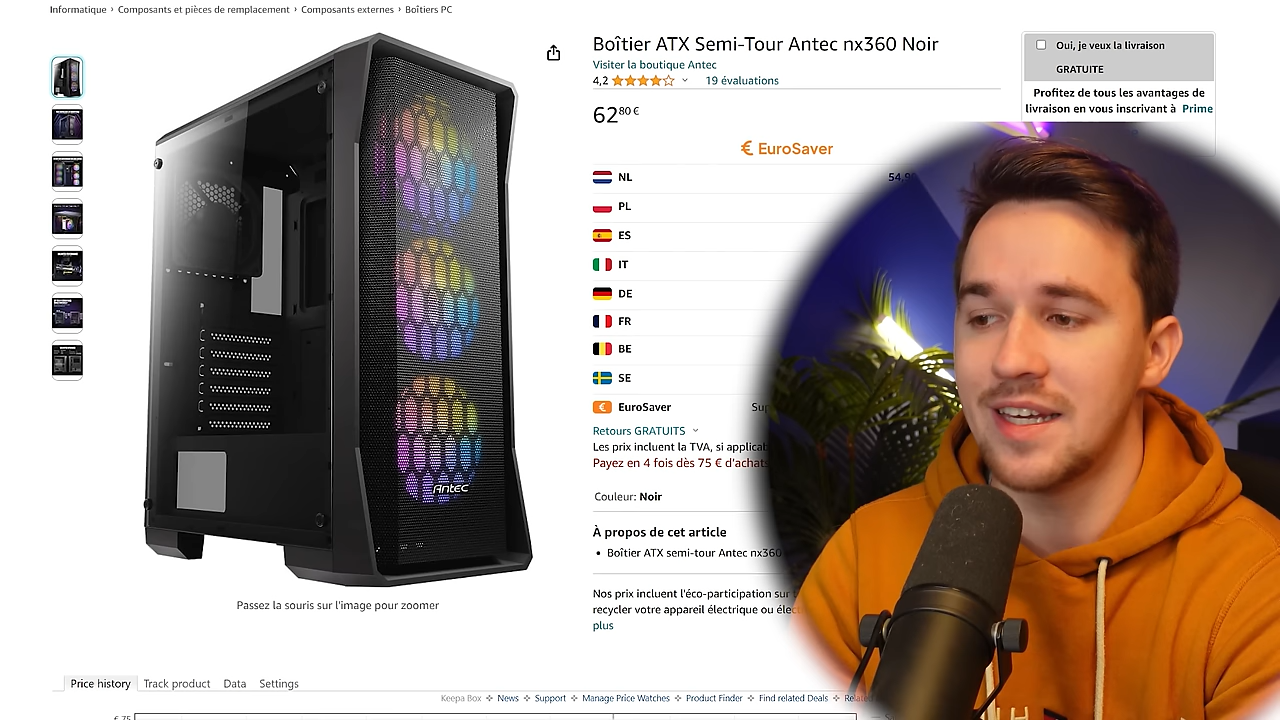 Informatique › Composants et pièces de remplacement › Composants externes › Boîtiers PC
Boîtier ATX Semi-Tour Antec nx360 Noir
Visiter la boutique Antec
4,2 19 évaluations
62,80 €
€ EuroSaver
NL 54,9
PL
ES
IT
DE
FR
BE
SE
€ EuroSaver Sup
Retours GRATUITS
Les prix incluent la TVA, si applicab
Payez en 4 fois dès 75 € d'achat
Couleur: Noir
À propos de cet article
• Boîtier ATX semi-tour Antec nx360
Nos prix incluent l'éco-participation sur
recycler votre appareil électrique ou
plus
Oui, je veux la livraison
GRATUITE
Profitez de tous les avantages de
livraison en vous inscrivant à Prime
Antec
Passez la souris sur l'image pour zoomer
Price history Track product Data Settings
Keepa Box News Support Manage Price Watches Product Finder Find related Deals
€ 75